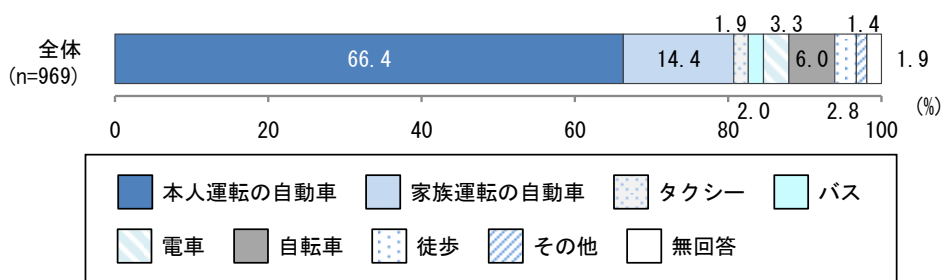 1.9 3.3 1.4
全体
(n=969)
66.4 14.4 6.0 1.9
2.0 2.8 (%)
0 20 40 60 80 100
本人運転の自動車 家族運転の自動車 タクシー バス
電車 自転車 徒歩 その他 無回答